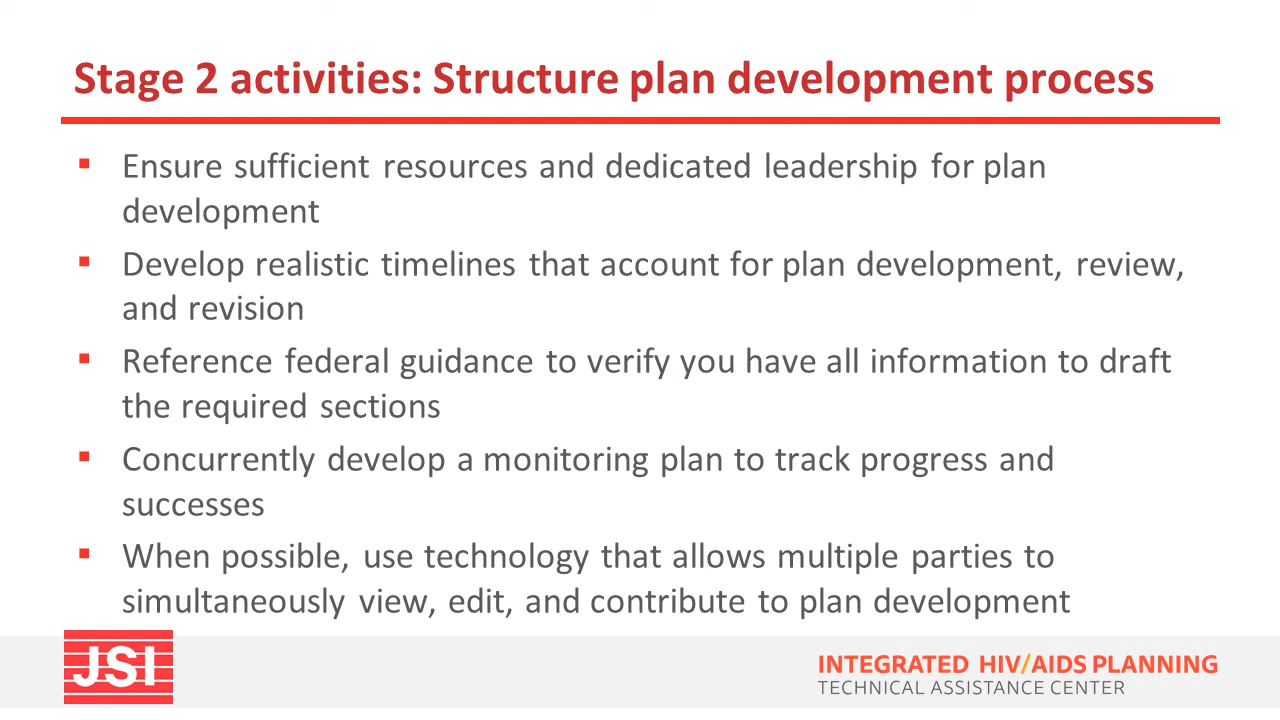 Stage 2 activities: Structure plan development process
▪ Ensure sufficient resources and dedicated leadership for plan
development
▪ Develop realistic timelines that account for plan development, review,
and revision
▪ Reference federal guidance to verify you have all information to draft
the required sections
▪ Concurrently develop a monitoring plan to track progress and
successes
▪ When possible, use technology that allows multiple parties to
simultaneously view, edit, and contribute to plan development
JSI
INTEGRATED HIV/AIDS PLANNING
TECHNICAL ASSISTANCE CENTER